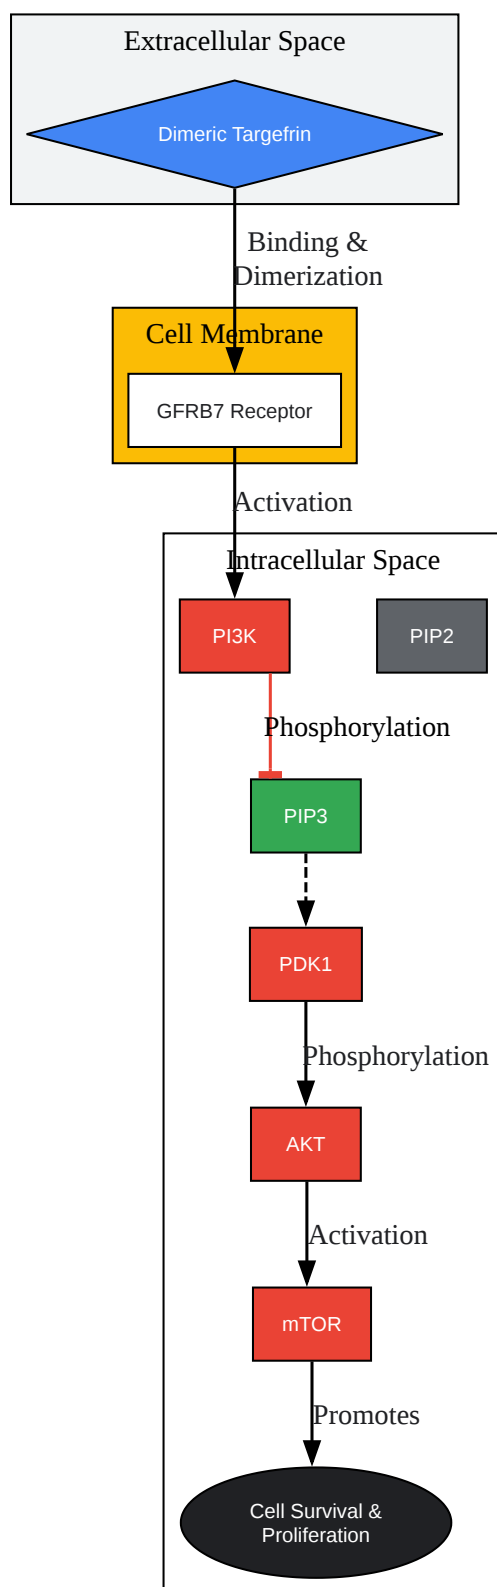 Extracellular Space
Dimeric Targefrin
Binding &
Dimerization
Cell Membrane
GFRB7 Receptor
Activation
Intracellular Space
PI3K
PIP2
Phosphorylation
PIP3
PDK1
Phosphorylation
AKT
Activation
mTOR
Promotes
Cell Survival &
Proliferation